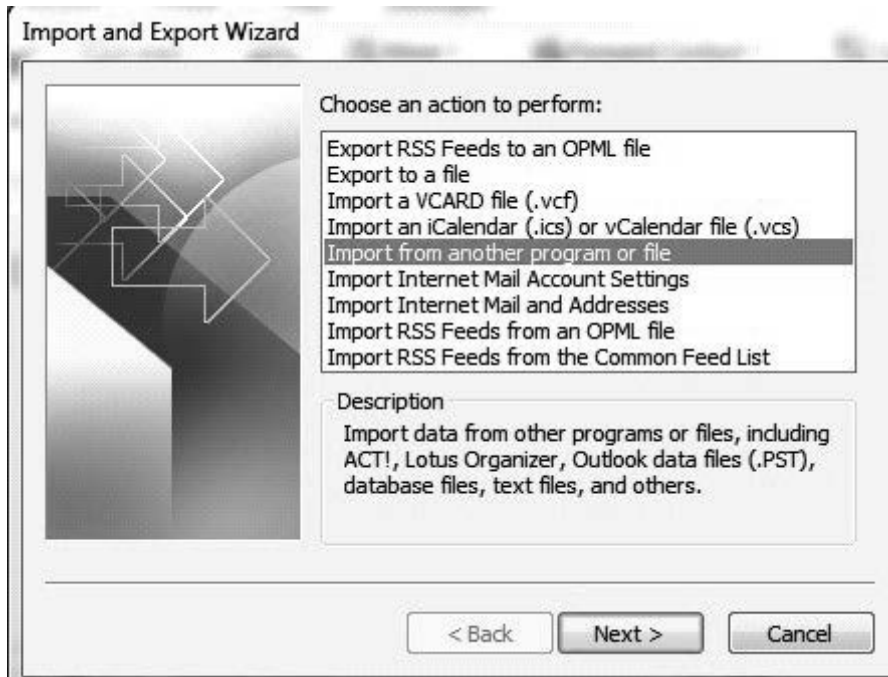 Import and Export Wizard
Choose an action to perform:
Export RSS Feeds to an OPML file
Export to a file
Import a VCARD file (.vcf)
Import an iCalendar (.ics) or vCalendar file (.vcs)
Import from another program or file
Import Internet Mail Account Settings
Import Internet Mail and Addresses
Import RSS Feeds from an OPML file
Import RSS Feeds from the Common Feed List
Description
Import data from other programs or files, including
ACT!, Lotus Organizer, Outlook data files (.PST),
database files, text files, and others.
< Back
Next >
Cancel